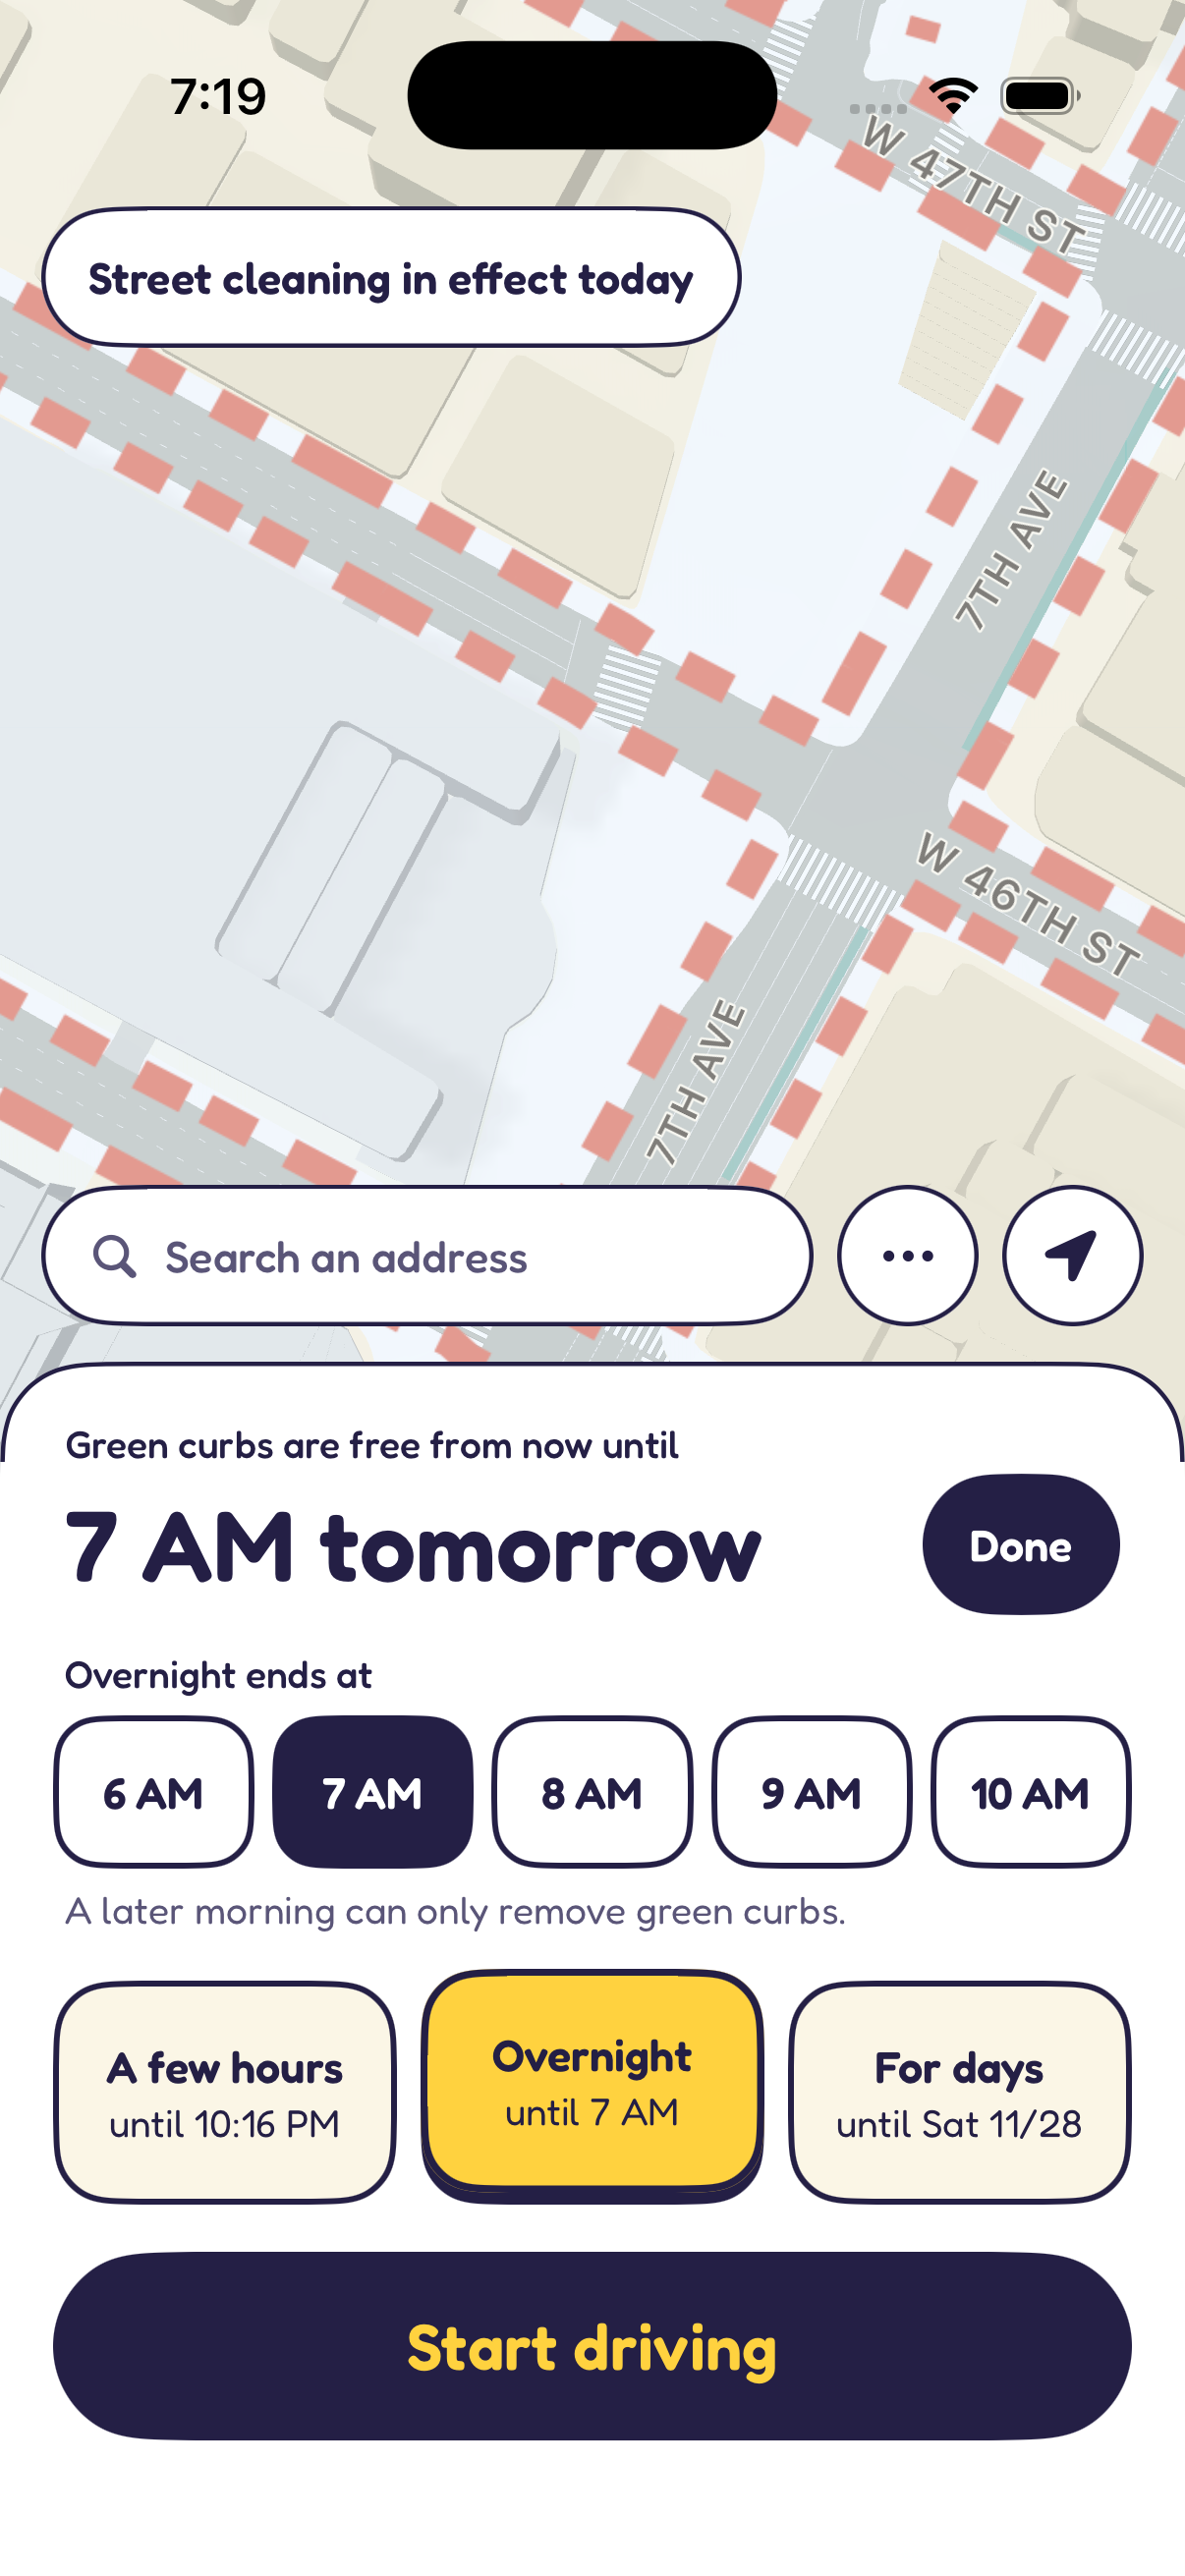 7:19
W 47TH ST
Street cleaning in effect today
7TH AVE
W 46TH ST
7TH AVE
Search an address
Green curbs are free from now until
7 AM tomorrow
Done
Overnight ends at
6 AM
7 AM
8 AM
9 AM
10 AM
A later morning can only remove green curbs.
A few hours
until 10:16 PM
Overnight
until 7 AM
For days
until Sat 11/28
Start driving